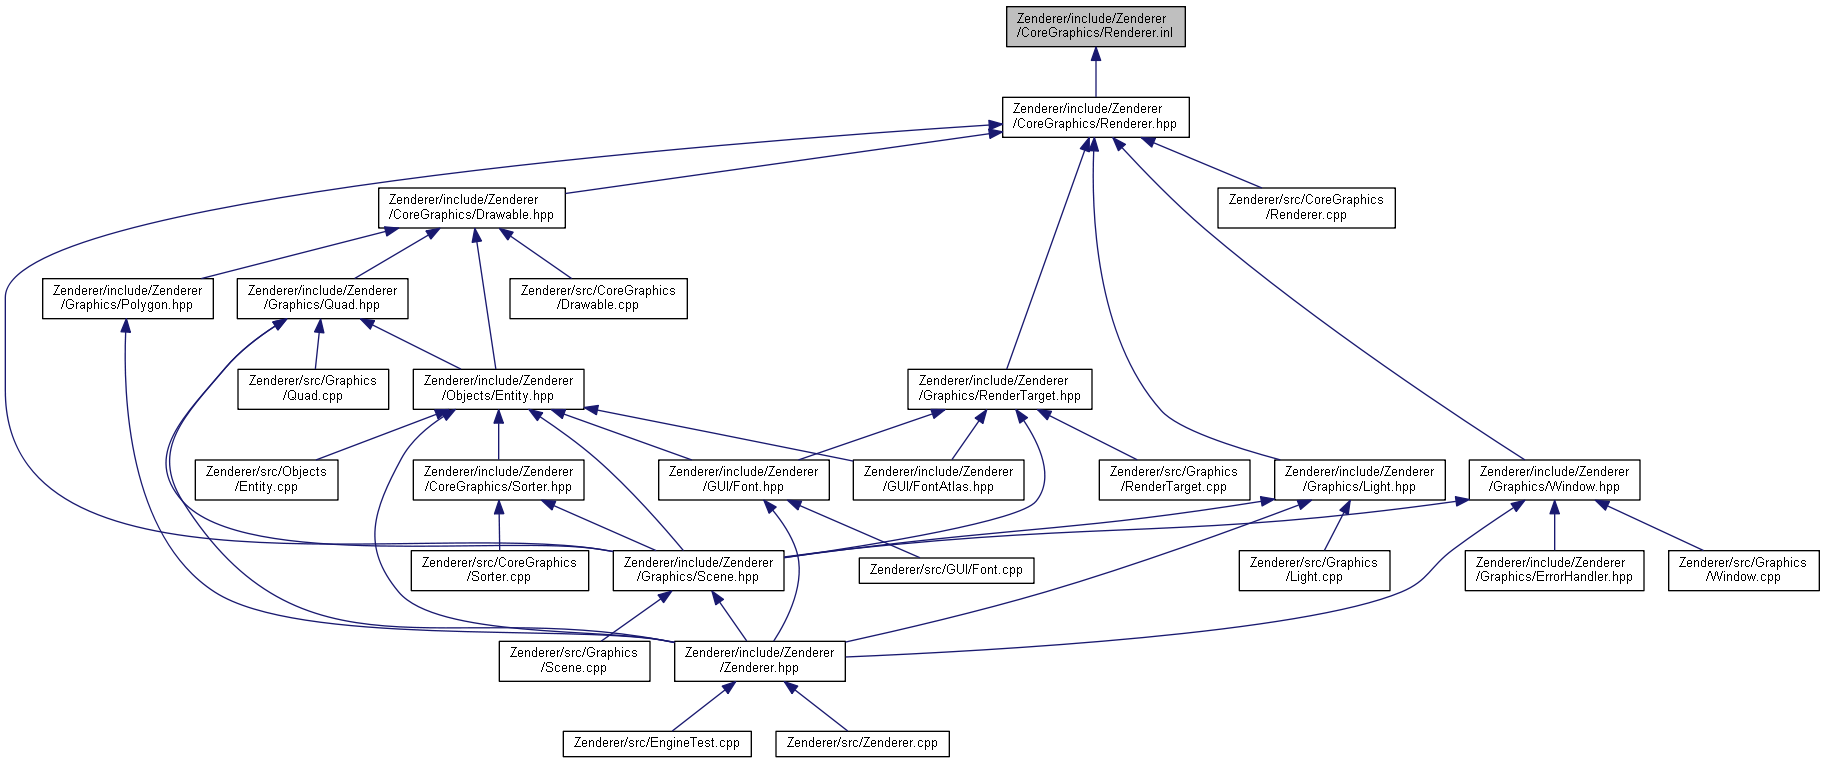 Zenderer/include/Zenderer
/CoreGraphics/Renderer.inl
Zenderer/include/Zenderer
/CoreGraphics/Renderer.hpp
Zenderer/include/Zenderer
/CoreGraphics/Drawable.hpp
Zenderer/src/CoreGraphics
/Renderer.cpp
Zenderer/include/Zenderer
/Graphics/Polygon.hpp
Zenderer/include/Zenderer
/Graphics/Quad.hpp
Zenderer/src/CoreGraphics
/Drawable.cpp
Zenderer/src/Graphics
/Quad.cpp
Zenderer/include/Zenderer
/Objects/Entity.hpp
Zenderer/include/Zenderer
/Graphics/RenderTarget.hpp
Zenderer/src/Objects
/Entity.cpp
Zenderer/include/Zenderer
/CoreGraphics/Sorter.hpp
Zenderer/include/Zenderer
/GUI/Font.hpp
Zenderer/include/Zenderer
/GUI/FontAtlas.hpp
Zenderer/src/Graphics
/RenderTarget.cpp
Zenderer/include/Zenderer
/Graphics/Light.hpp
Zenderer/include/Zenderer
/Graphics/Window.hpp
Zenderer/src/CoreGraphics
/Sorter.cpp
Zenderer/include/Zenderer
/Graphics/Scene.hpp
Zenderer/src/GUI/Font.cpp
Zenderer/src/Graphics
/Light.cpp
Zenderer/include/Zenderer
/Graphics/ErrorHandler.hpp
Zenderer/src/Graphics
/Window.cpp
Zenderer/src/Graphics
/Scene.cpp
Zenderer/include/Zenderer
/Zenderer.hpp
Zenderer/src/EngineTest.cpp
Zenderer/src/Zenderer.cpp